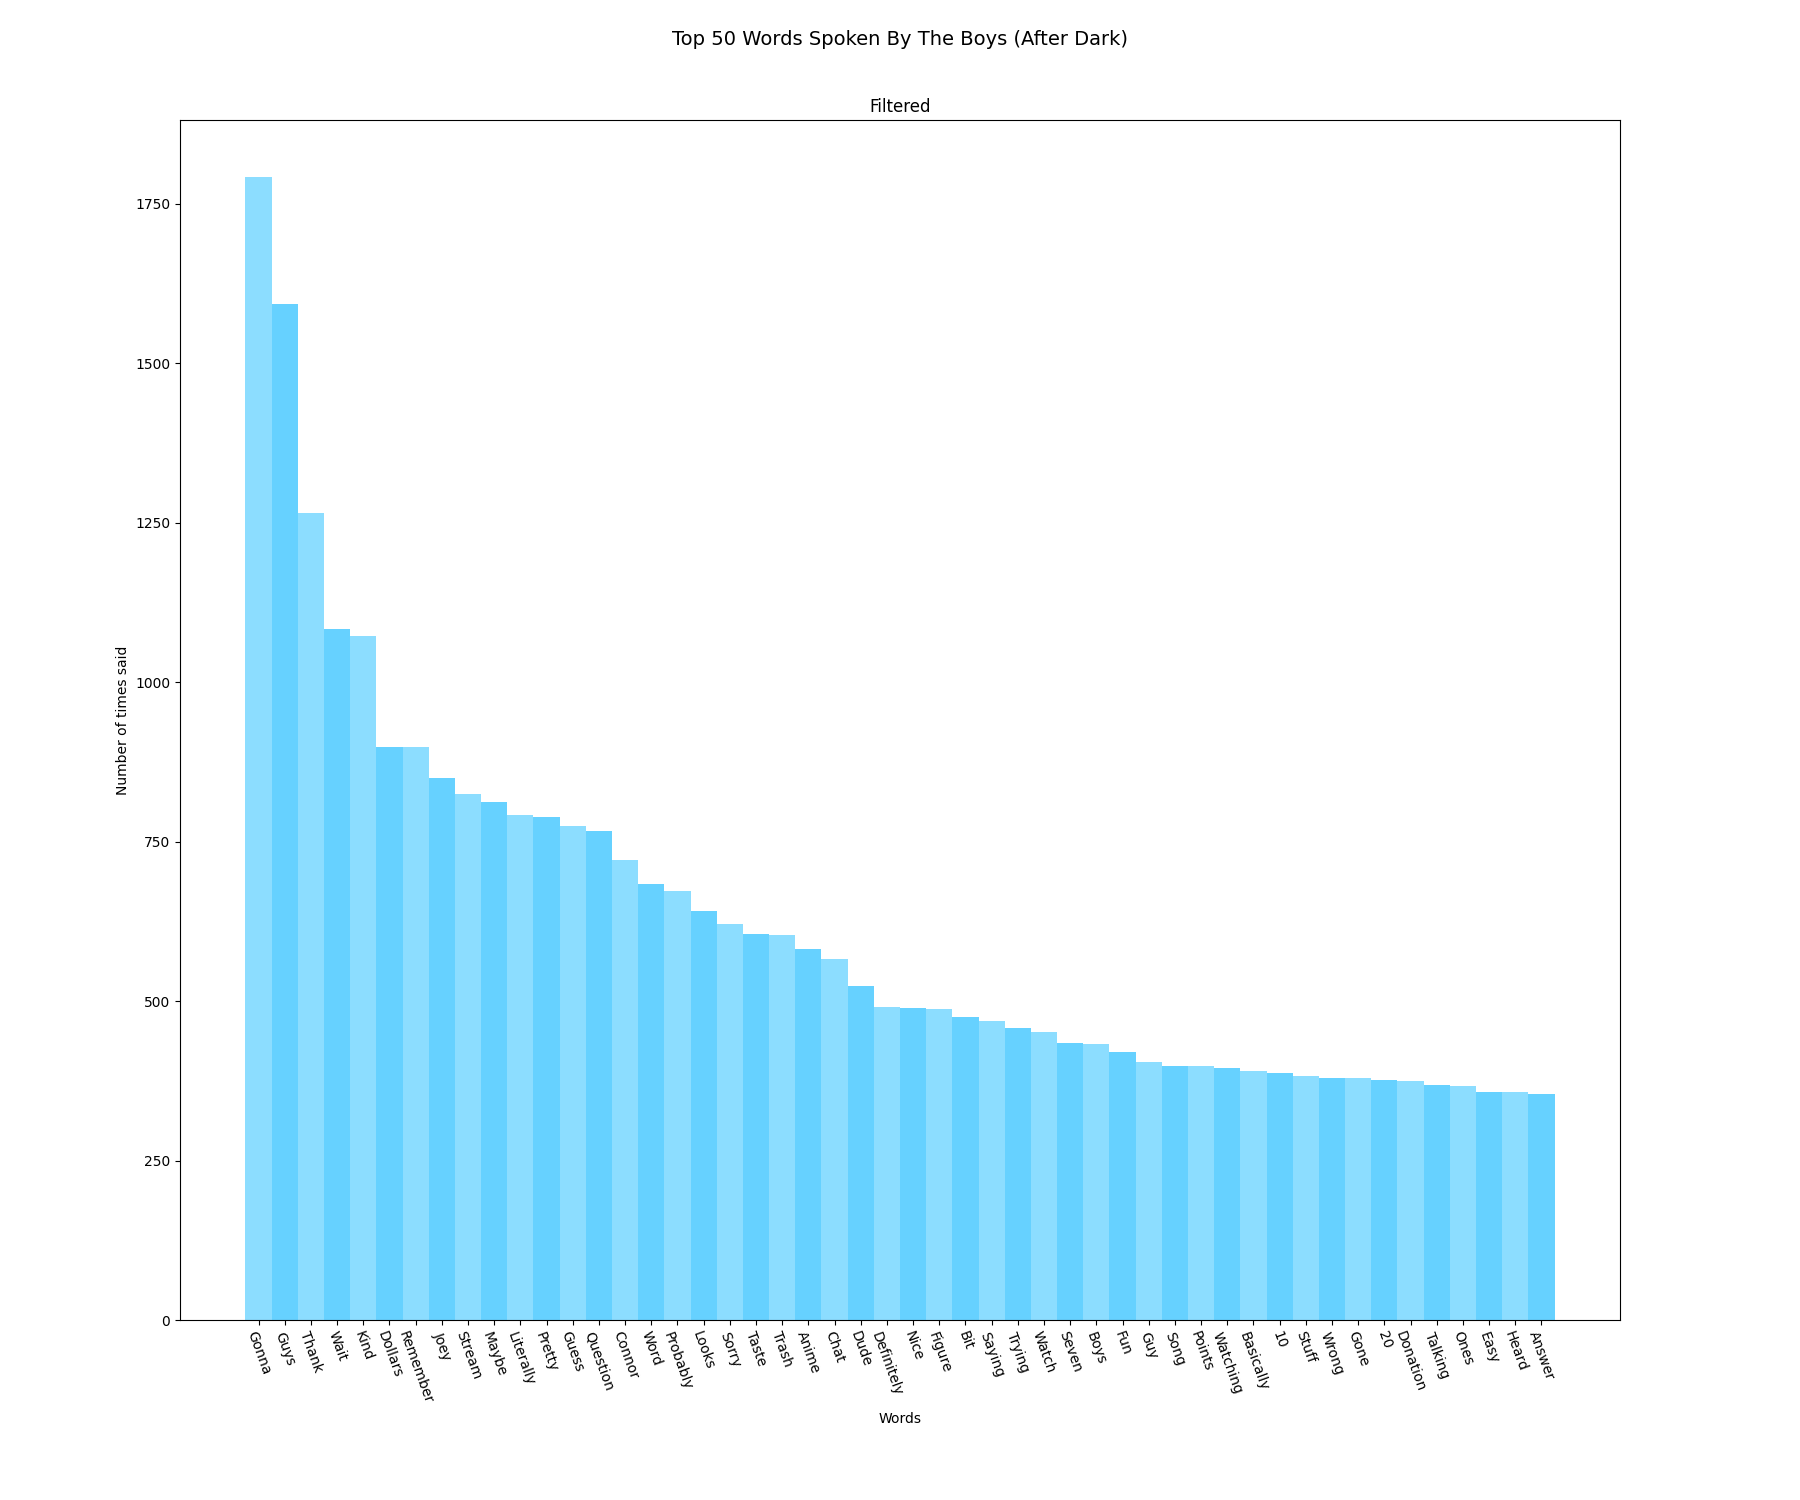 Top 50 Words Spoken By The Boys (After Dark)
Filtered
1750
1500
1250
1000
750
500
250
0
Number of times said
Gonna
Guys
Thank
Wait
Kind
Dollars
Remember
Joey
Stream
Maybe
Literally
Pretty
Guess
Question
Connor
Word
Probably
Looks
Sorry
Taste
Trash
Anime
Chat
Dude
Definitely
Nice
Figure
Bit
Saying
Trying
Watch
Seven
Boys
Fun
Guy
Song
Points
Watching
Basically
10
Stuff
Wrong
Gone
20
Donation
Talking
Ones
Easy
Heard
Answer
Words